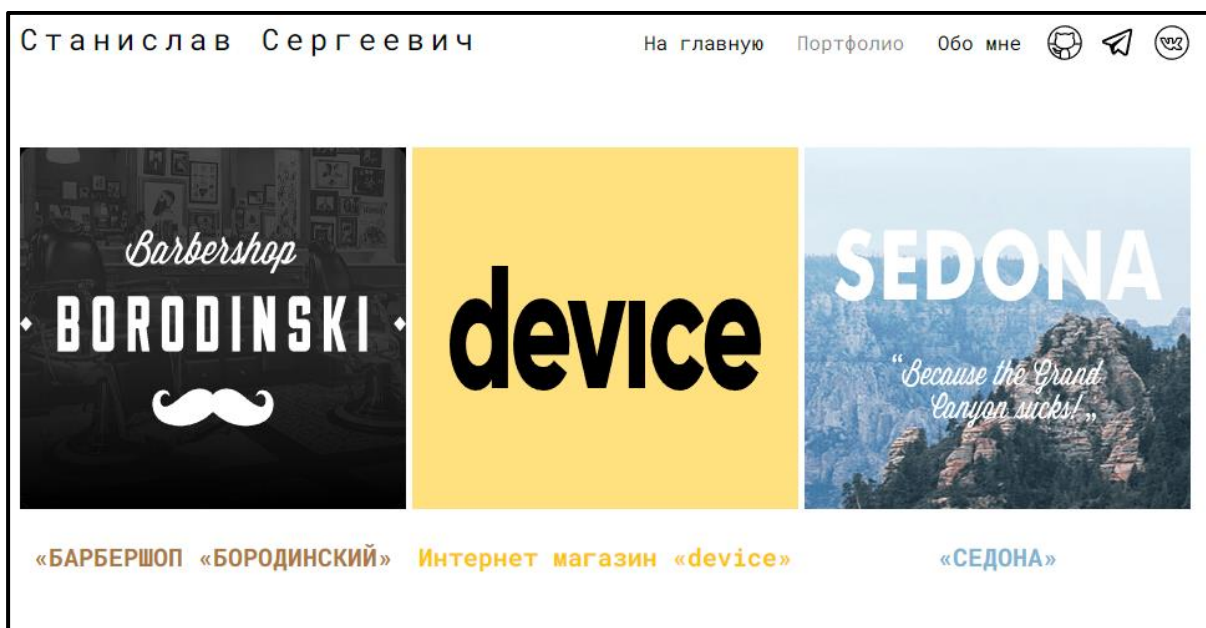 Станислав Сергеевич
На главную Портфолио Обо мне
Barbershop
BORODINSKI
device
SEDONA
“Because the Grand
Canyon sucks!„
«БАРБЕРШОП «БОРОДИНСКИЙ»
Интернет магазин «device»
«СЕДОНА»